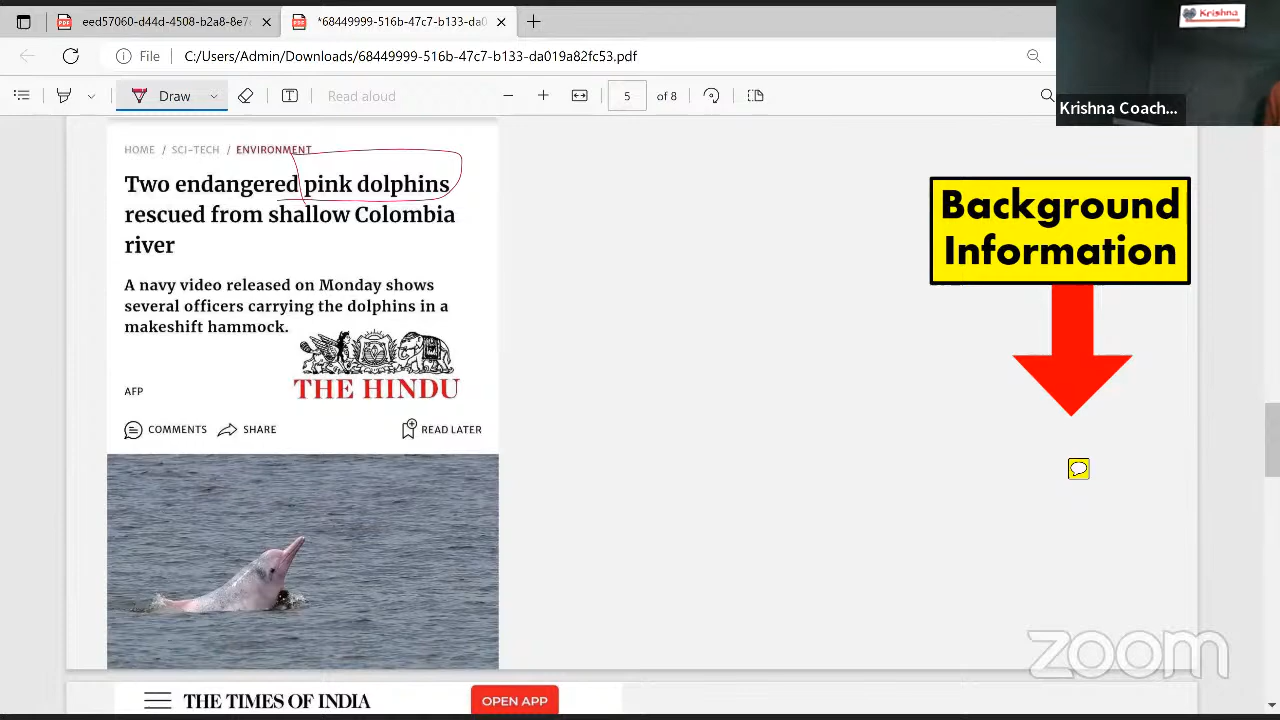 eed57060-d44d-4508-b2a8-8e7
*68449999-516b-47c7-b133-da0
Krishna
File
C:/Users/Admin/Downloads/68449999-516b-47c7-b133-da019a82fc53.pdf
Draw
Read aloud
5
of 8
Krishna Coach...
HOME / SCI-TECH / ENVIRONMENT
Two endangered pink dolphins
rescued from shallow Colombia
river
A navy video released on Monday shows
several officers carrying the dolphins in a
makeshift hammock.
THE HINDU
AFP
COMMENTS
SHARE
READ LATER
Background
Information
zoom
THE TIMES OF INDIA
OPEN APP